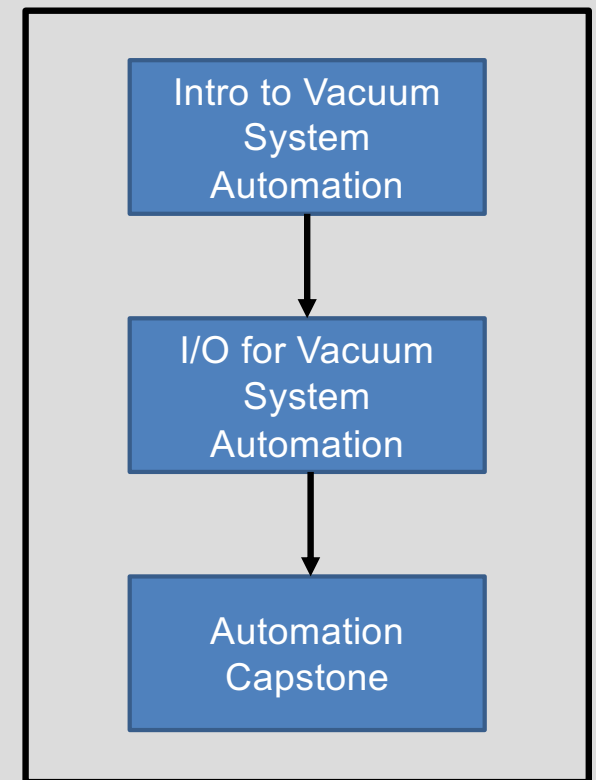 Intro to Vacuum
System
Automation
I/O for Vacuum
System
Automation
Automation
Capstone